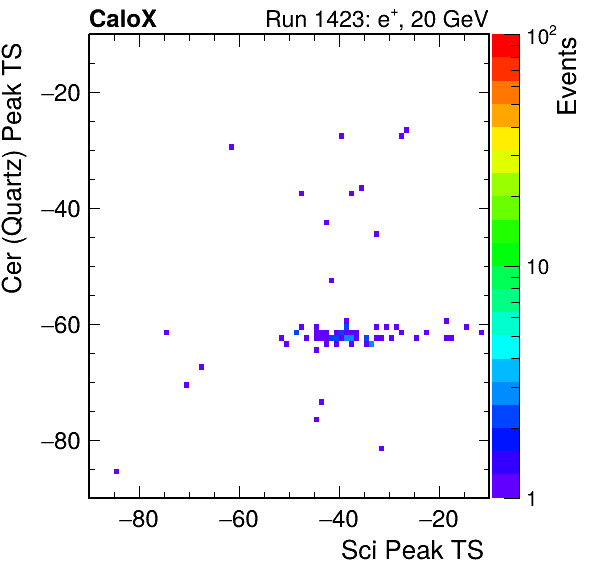 CaloX Run 1423: e⁺, 20 GeV
Cer (Quartz) Peak TS
−20
−40
−60
−80
−80 −60 −40 −20
Sci Peak TS
10²
10
1
Events